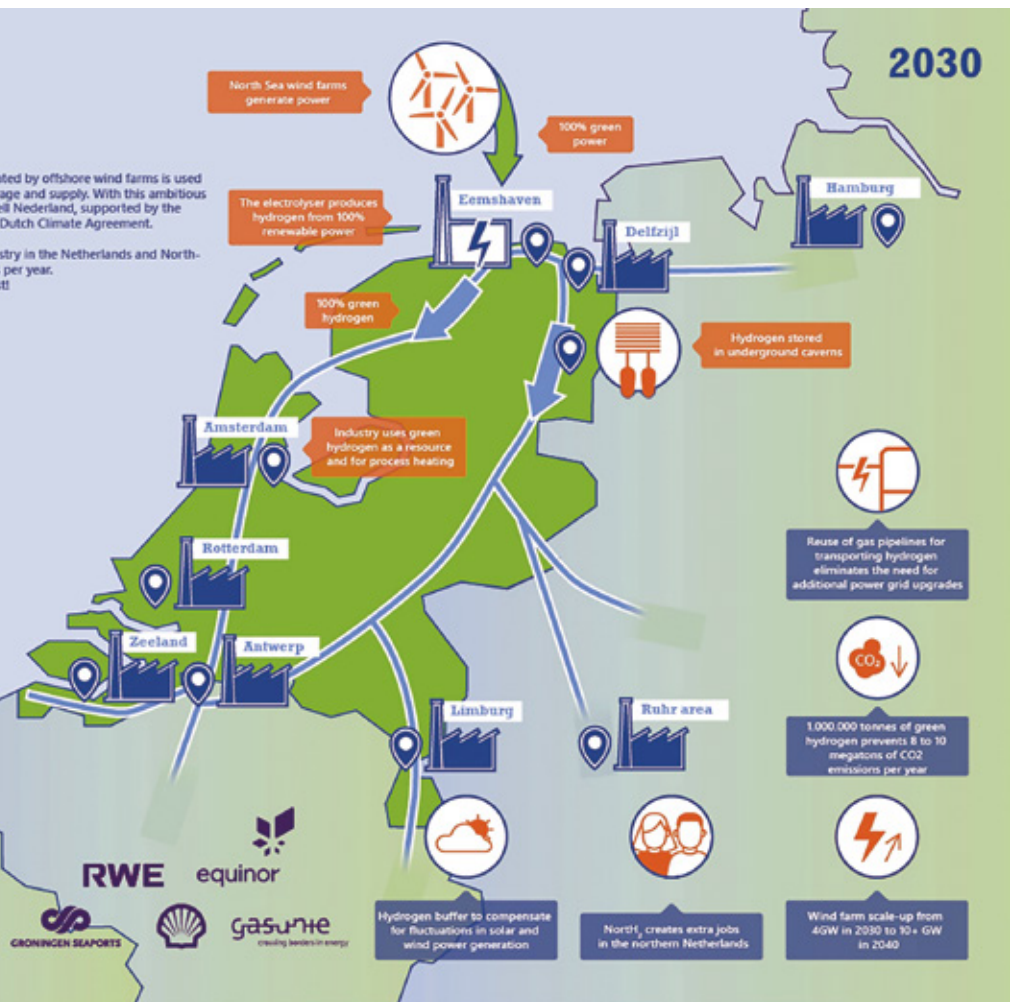 2030
North Sea wind farms
generate power
100% green
power
ted by offshore wind farms is used
age and supply. With this ambitious
ell Nederland, supported by the
Dutch Climate Agreement.
stry in the Netherlands and North-
per year.
The electrolyser produces
hydrogen from 100%
renewable power
Eemshaven
Delfzijl
Hamburg
100% green
hydrogen
Hydrogen stored
in underground caverns
Amsterdam
Industry uses green
hydrogen as a resource
and for process heating
Rotterdam
Zeeland
Antwerp
Limburg
Ruhr area
Reuse of gas pipelines for
transporting hydrogen
eliminates the need for
additional power grid upgrades
CO₂
1.000.000 tonnes of green
hydrogen prevents 8 to 10
megatons of CO2
emissions per year
Hydrogen buffer to compensate
for fluctuations in solar and
wind power generation
NortH₂ creates extra jobs
in the northern Netherlands
Wind farm scale-up from
4GW in 2030 to 10+ GW
in 2040
RWE
equinor
GRONINGEN SEAPORTS
gasunie
crossing borders in energy